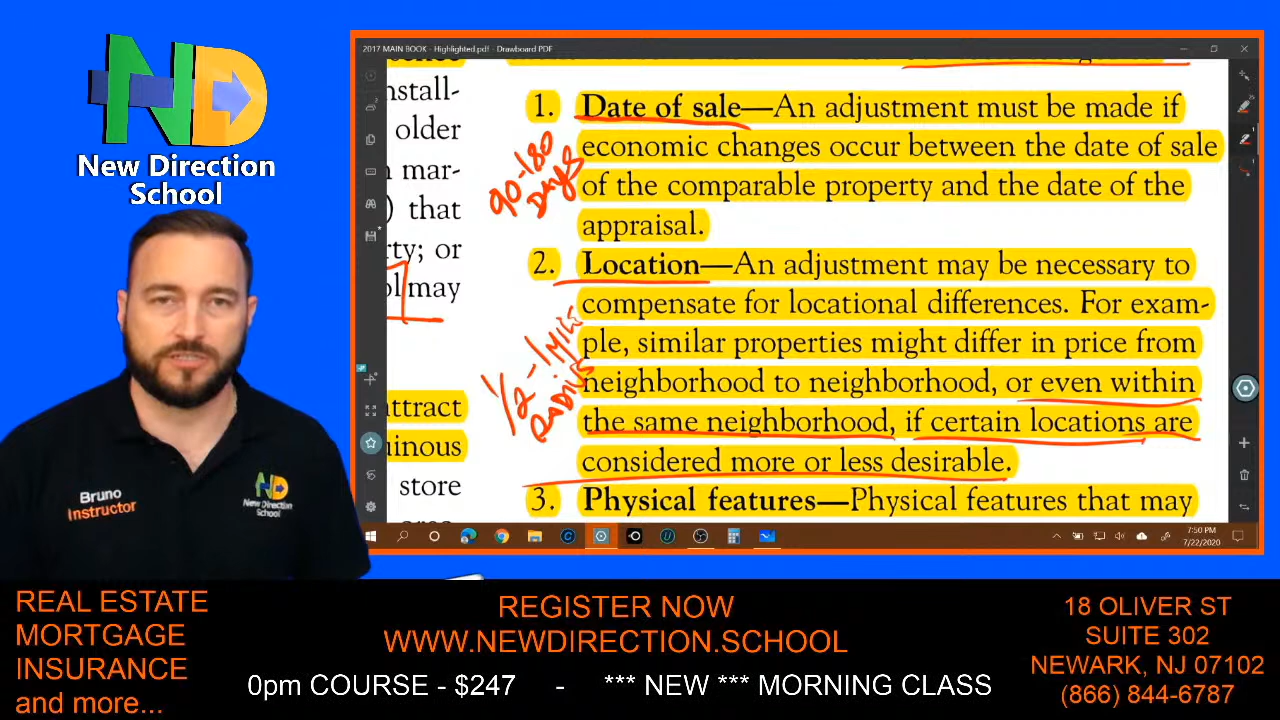 ND
New Direction
School
2017 MAIN BOOK - Highlighted.pdf - Drawboard PDF
nstall-
older
mar-
) that
ty; or
ol may
attract
uinous
store
1. Date of sale—An adjustment must be made if
economic changes occur between the date of sale
of the comparable property and the date of the
appraisal.
90-180
DAYS
2. Location—An adjustment may be necessary to
compensate for locational differences. For exam-
ple, similar properties might differ in price from
neighborhood to neighborhood, or even within
the same neighborhood, if certain locations are
considered more or less desirable.
1/2 - 1 MILE
RADIUS
3. Physical features—Physical features that may
7:50 PM
7/22/2020
Bruno
Instructor
ND
New Direction
School
REAL ESTATE
MORTGAGE
INSURANCE
and more...
REGISTER NOW
WWW.NEWDIRECTION.SCHOOL
0pm COURSE - $247 - *** NEW *** MORNING CLASS
18 OLIVER ST
SUITE 302
NEWARK, NJ 07102
(866) 844-6787